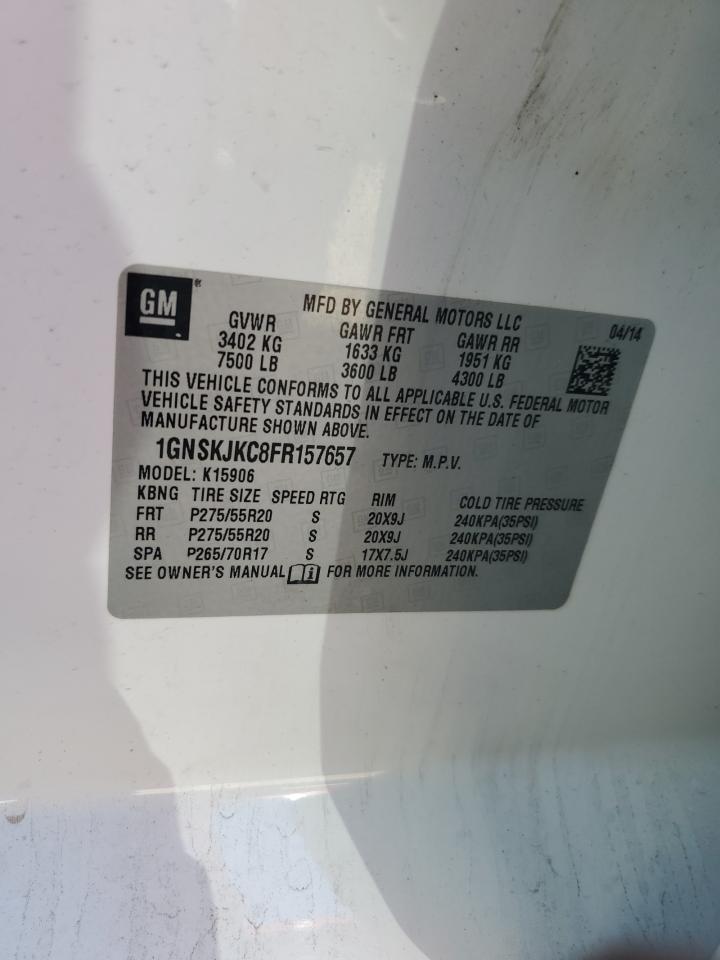 GM ®
MFD BY GENERAL MOTORS LLC
04/14
GVWR GAWR FRT GAWR RR
3402 KG 1633 KG 1951 KG
7500 LB 3600 LB 4300 LB
THIS VEHICLE CONFORMS TO ALL APPLICABLE U.S. FEDERAL MOTOR
VEHICLE SAFETY STANDARDS IN EFFECT ON THE DATE OF
MANUFACTURE SHOWN ABOVE.
1GNSKJKC8FR157657 TYPE: M.P.V.
MODEL: K15906
KBNG TIRE SIZE SPEED RTG RIM COLD TIRE PRESSURE
FRT P275/55R20 S 20X9J 240KPA(35PSI)
RR P275/55R20 S 20X9J 240KPA(35PSI)
SPA P265/70R17 S 17X7.5J 240KPA(35PSI)
SEE OWNER'S MANUAL i FOR MORE INFORMATION.